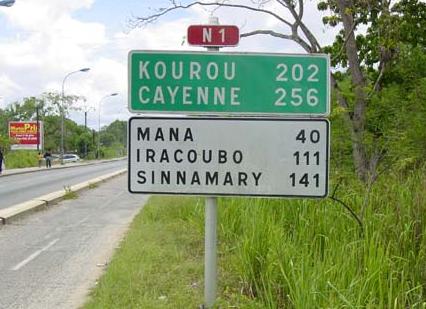 N 1
KOUROU 202
CAYENNE 256
MANA 40
IRACOUBO 111
SINNAMARY 141